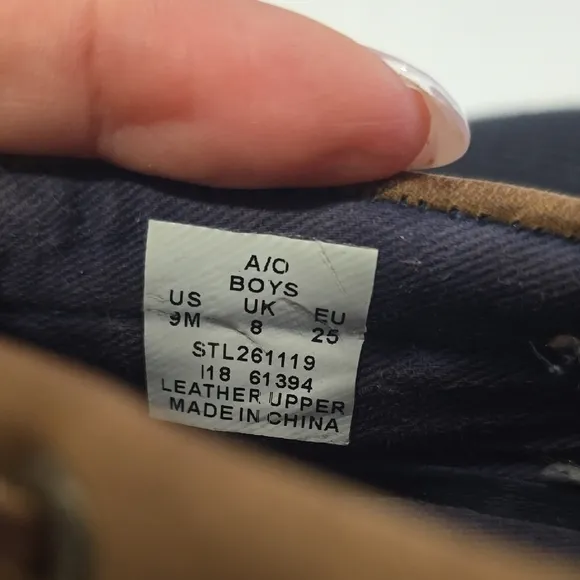 A/O
BOYS
US UK EU
9M 8 25
STL261119
I18 61394
LEATHER UPPER
MADE IN CHINA